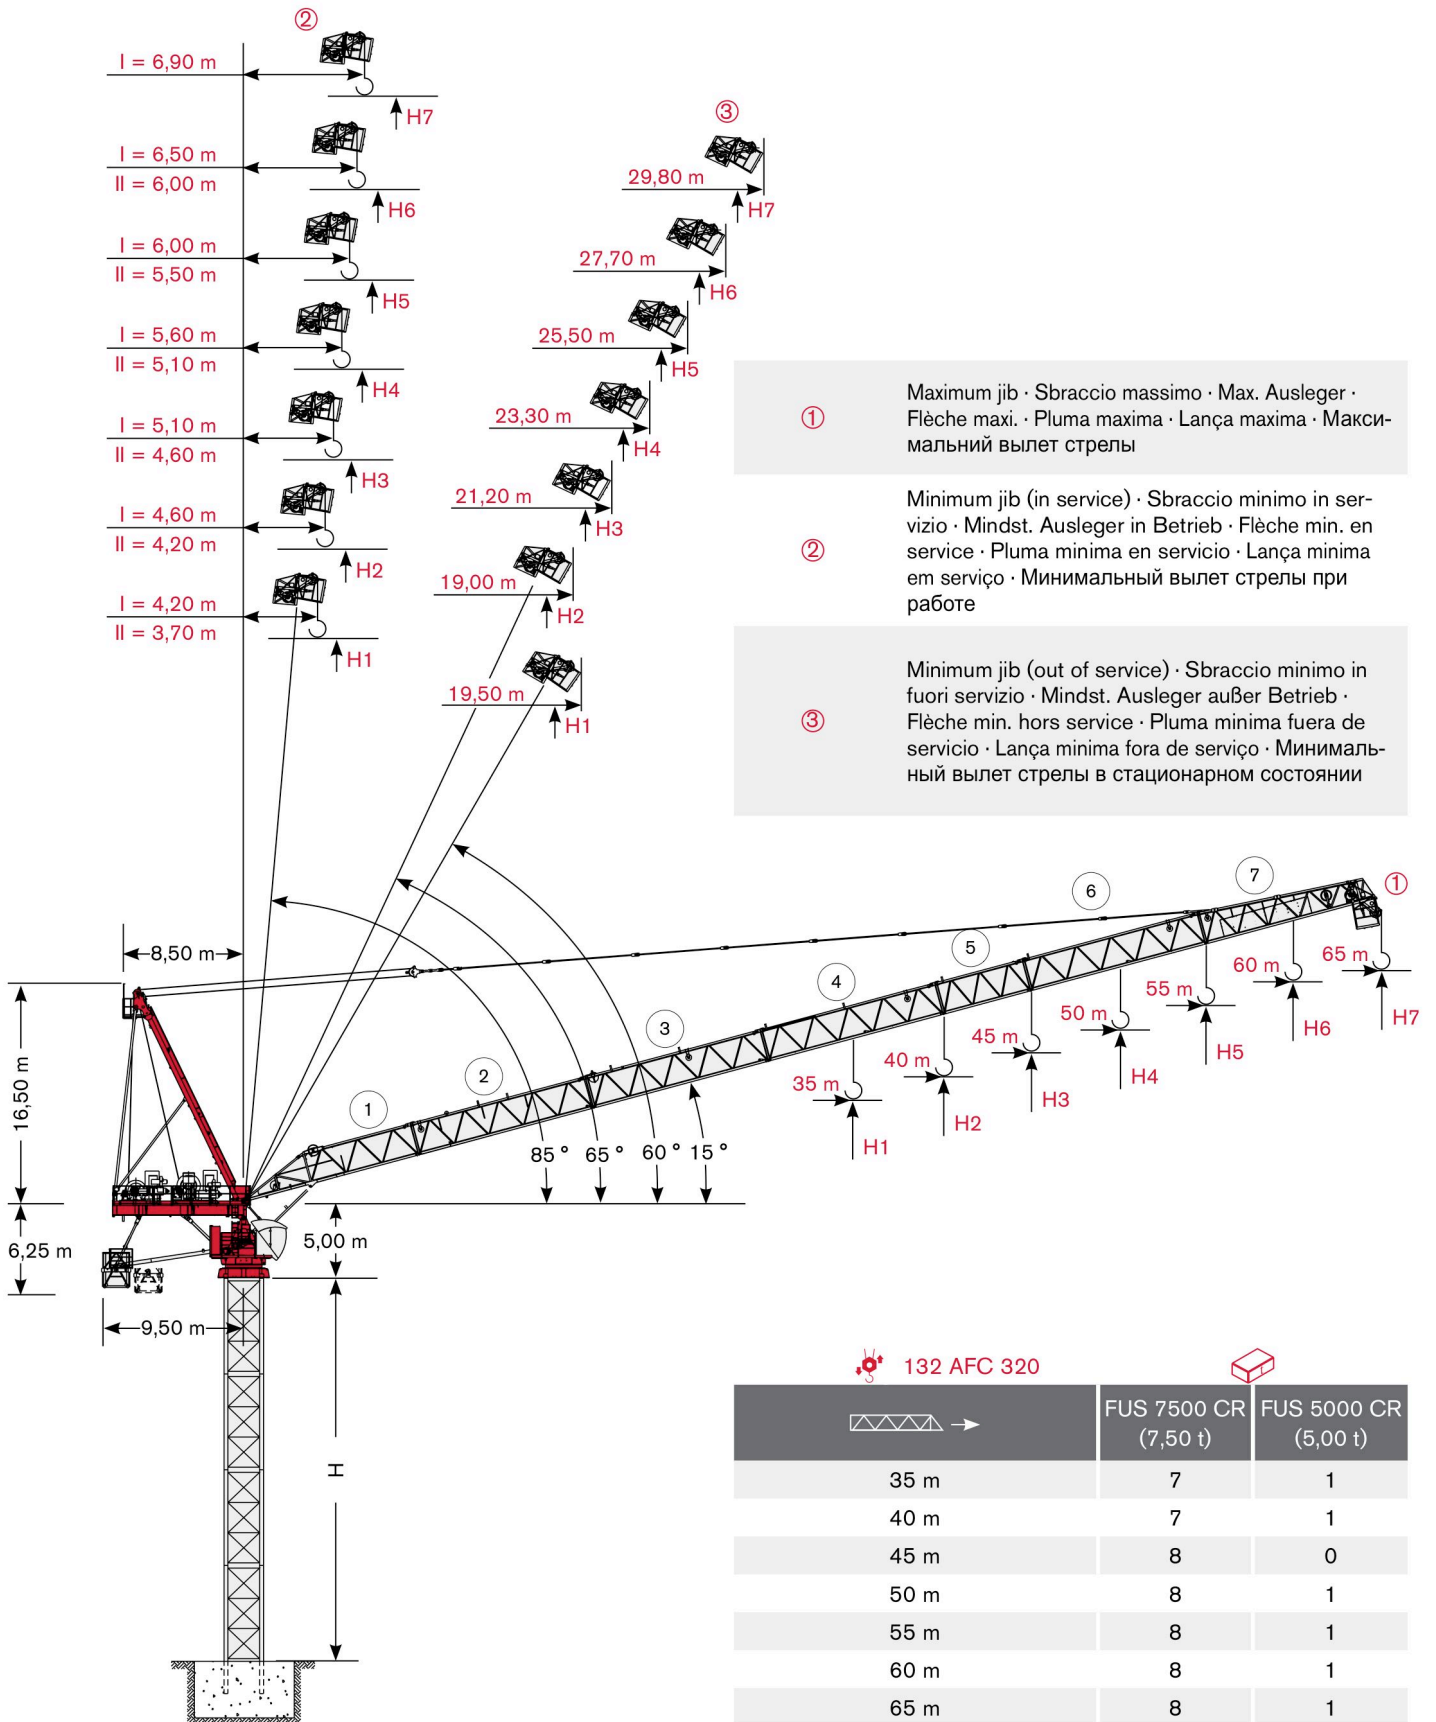 ②
I = 6,90 m
H7
I = 6,50 m
II = 6,00 m
H6
I = 6,00 m
II = 5,50 m
H5
I = 5,60 m
II = 5,10 m
H4
I = 5,10 m
II = 4,60 m
H3
I = 4,60 m
II = 4,20 m
H2
I = 4,20 m
II = 3,70 m
H1
③
29,80 m
H7
27,70 m
H6
25,50 m
H5
23,30 m
H4
21,20 m
H3
19,00 m
H2
19,50 m
H1
①
Maximum jib · Sbraccio massimo · Max. Ausleger ·
Flèche maxi. · Pluma maxima · Lança maxima · Макси-
мальний вылет стрелы
②
Minimum jib (in service) · Sbraccio minimo in ser-
vizio · Mindst. Ausleger in Betrieb · Flèche min. en
service · Pluma minima en servicio · Lança minima
em serviço · Минимальный вылет стрелы при
работе
③
Minimum jib (out of service) · Sbraccio minimo in
fuori servizio · Mindst. Ausleger außer Betrieb ·
Flèche min. hors service · Pluma minima fuera de
servicio · Lança minima fora de serviço · Минималь-
ный вылет стрелы в стационарном состоянии
1
2
3
4
5
6
7
①
8,50 m
16,50 m
6,25 m
9,50 m
5,00 m
H
85 °
65 °
60 °
15 °
35 m
H1
40 m
H2
45 m
H3
50 m
H4
55 m
H5
60 m
H6
65 m
H7
132 AFC 320
FUS 7500 CR FUS 5000 CR
(7,50 t) (5,00 t)
35 m 7 1
40 m 7 1
45 m 8 0
50 m 8 1
55 m 8 1
60 m 8 1
65 m 8 1